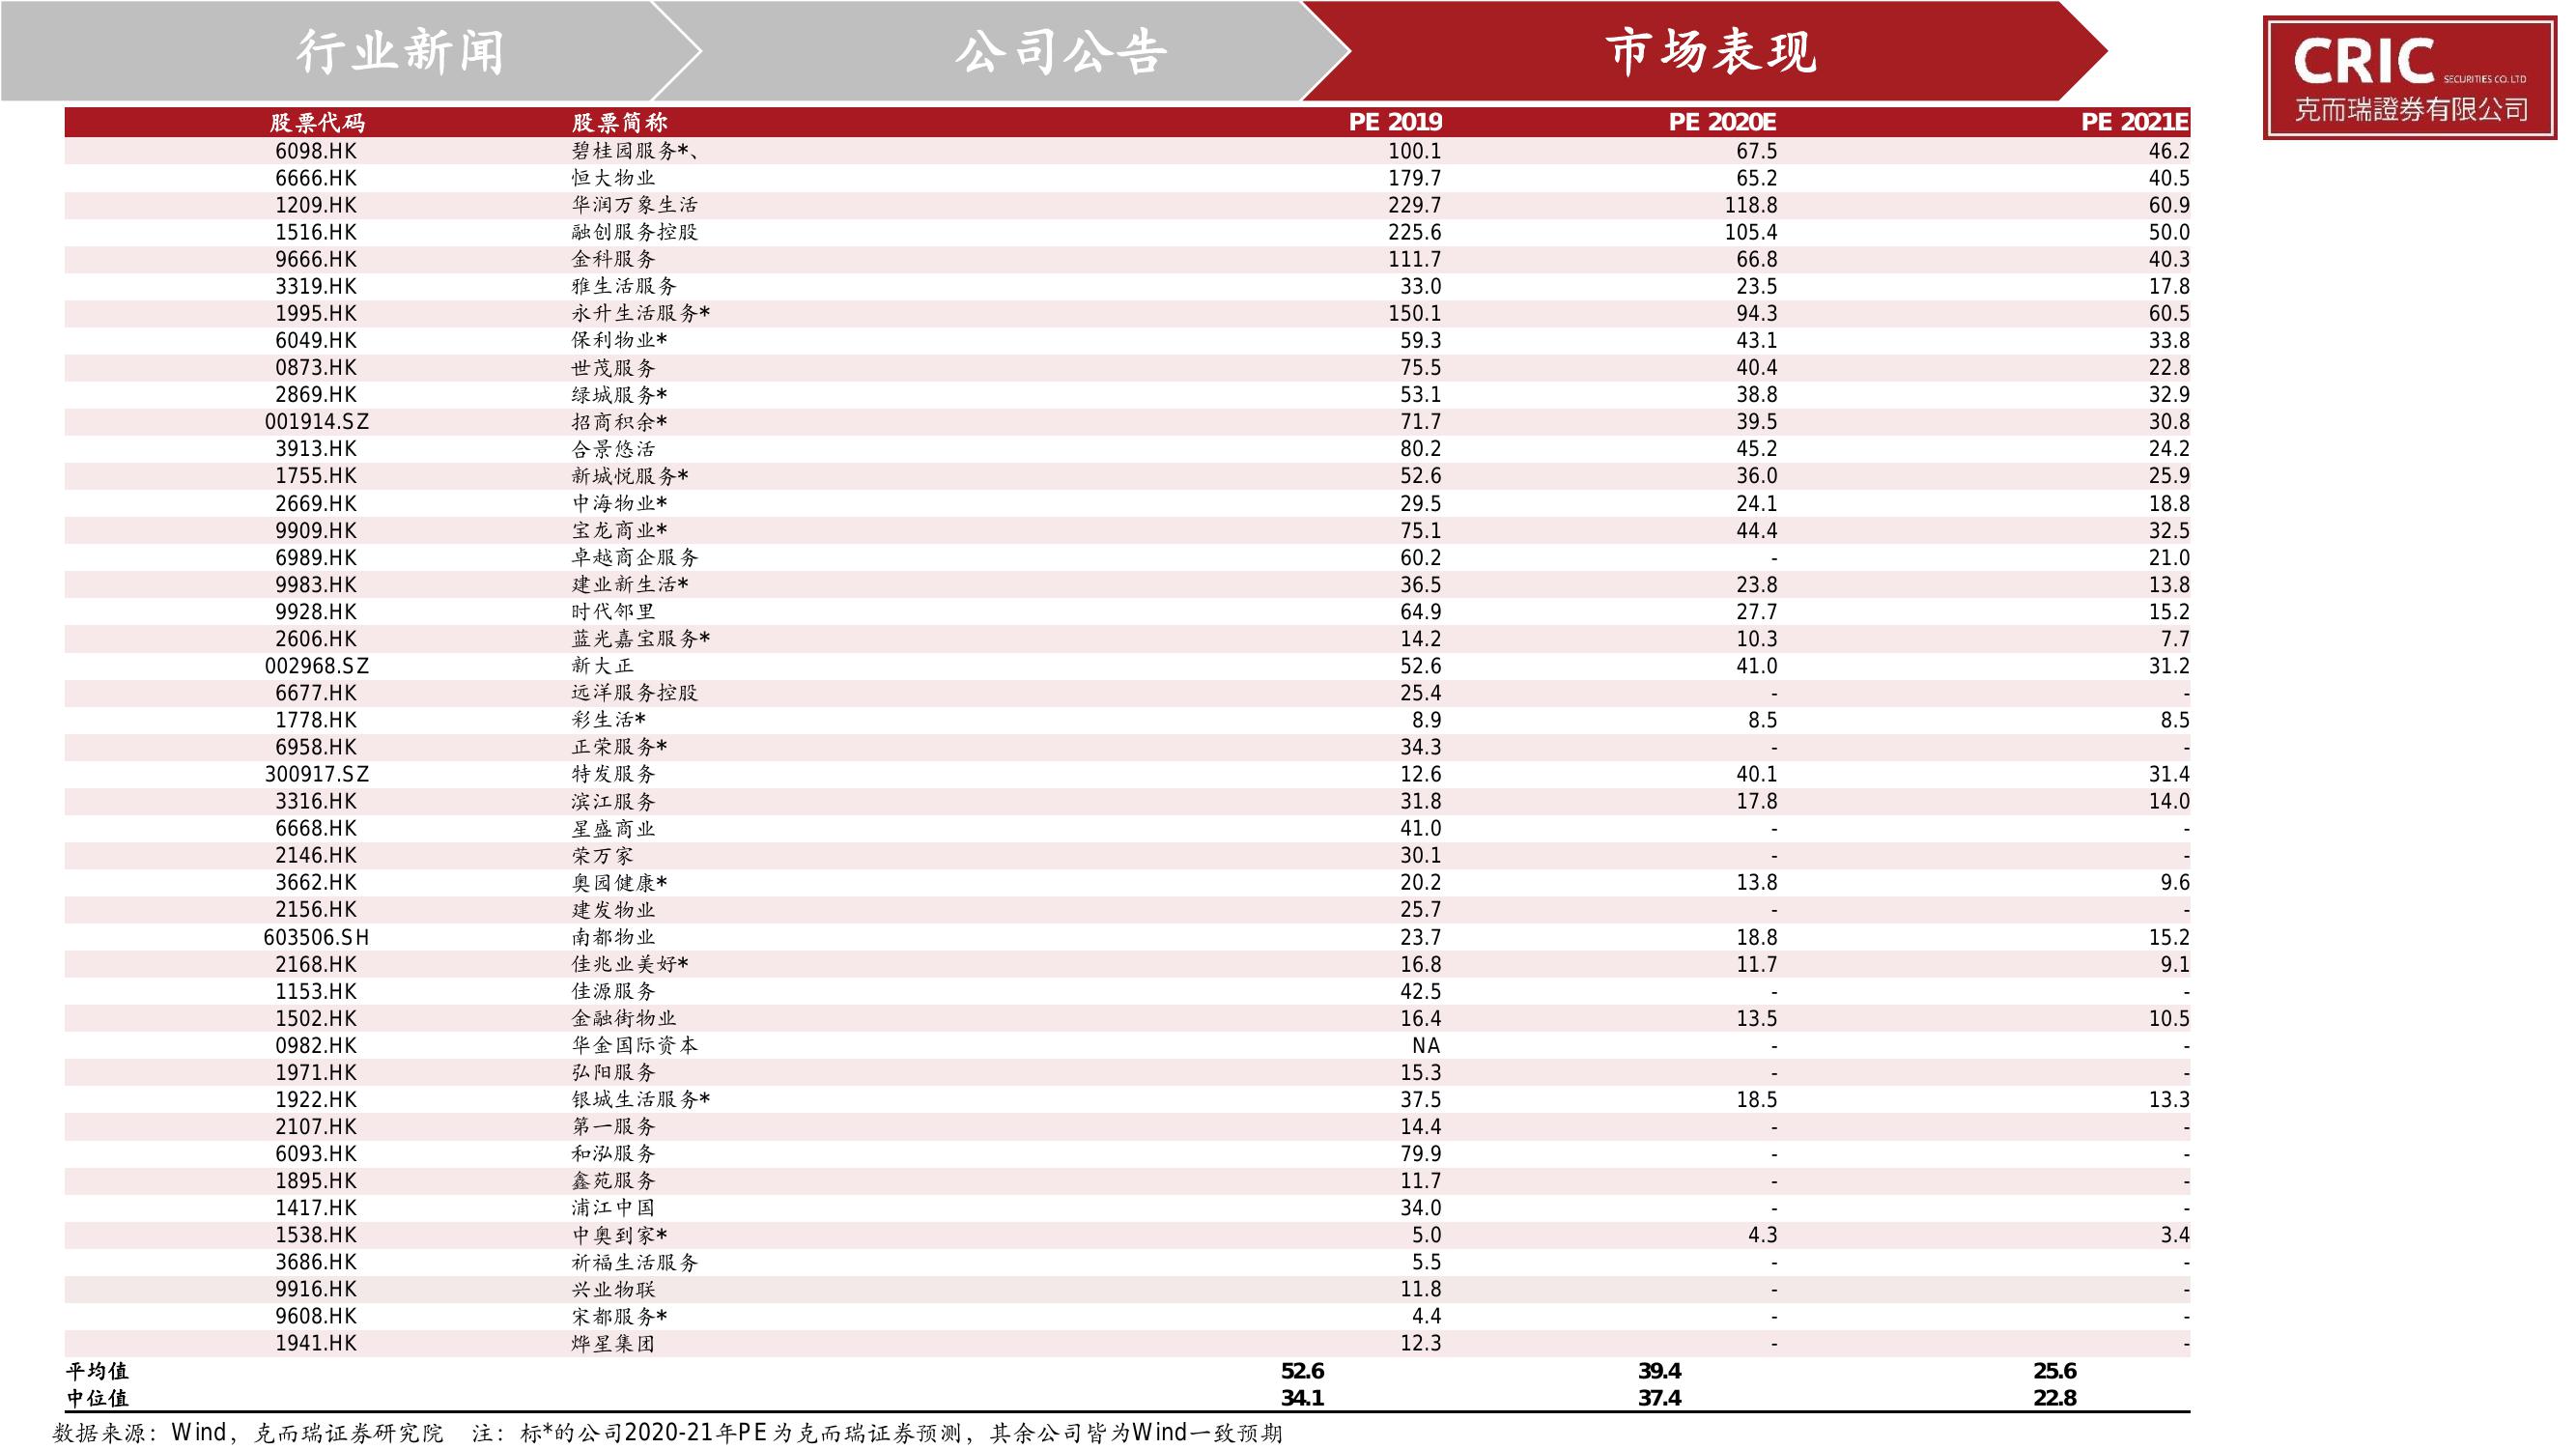 行业新闻 公司公告 市场表现
CRIC SECURITIES CO. LTD
克而瑞證券有限公司
股票代码 股票简称 PE 2019 PE 2020E PE 2021E
6098.HK 碧桂园服务*、 100.1 67.5 46.2
6666.HK 恒大物业 179.7 65.2 40.5
1209.HK 华润万象生活 229.7 118.8 60.9
1516.HK 融创服务控股 225.6 105.4 50.0
9666.HK 金科服务 111.7 66.8 40.3
3319.HK 雅生活服务 33.0 23.5 17.8
1995.HK 永升生活服务* 150.1 94.3 60.5
6049.HK 保利物业* 59.3 43.1 33.8
0873.HK 世茂服务 75.5 40.4 22.8
2869.HK 绿城服务* 53.1 38.8 32.9
001914.SZ 招商积余* 71.7 39.5 30.8
3913.HK 合景悠活 80.2 45.2 24.2
1755.HK 新城悦服务* 52.6 36.0 25.9
2669.HK 中海物业* 29.5 24.1 18.8
9909.HK 宝龙商业* 75.1 44.4 32.5
6989.HK 卓越商企服务 60.2 - 21.0
9983.HK 建业新生活* 36.5 23.8 13.8
9928.HK 时代邻里 64.9 27.7 15.2
2606.HK 蓝光嘉宝服务* 14.2 10.3 7.7
002968.SZ 新大正 52.6 41.0 31.2
6677.HK 远洋服务控股 25.4 - -
1778.HK 彩生活* 8.9 8.5 8.5
6958.HK 正荣服务* 34.3 - -
300917.SZ 特发服务 12.6 40.1 31.4
3316.HK 滨江服务 31.8 17.8 14.0
6668.HK 星盛商业 41.0 - -
2146.HK 荣万家 30.1 - -
3662.HK 奥园健康* 20.2 13.8 9.6
2156.HK 建发物业 25.7 - -
603506.SH 南都物业 23.7 18.8 15.2
2168.HK 佳兆业美好* 16.8 11.7 9.1
1153.HK 佳源服务 42.5 - -
1502.HK 金融街物业 16.4 13.5 10.5
0982.HK 华金国际资本 NA - -
1971.HK 弘阳服务 15.3 - -
1922.HK 银城生活服务* 37.5 18.5 13.3
2107.HK 第一服务 14.4 - -
6093.HK 和泓服务 79.9 - -
1895.HK 鑫苑服务 11.7 - -
1417.HK 浦江中国 34.0 - -
1538.HK 中奥到家* 5.0 4.3 3.4
3686.HK 祈福生活服务 5.5 - -
9916.HK 兴业物联 11.8 - -
9608.HK 宋都服务* 4.4 - -
1941.HK 烨星集团 12.3 - -
平均值 52.6 39.4 25.6
中位值 34.1 37.4 22.8
数据来源：Wind，克而瑞证券研究院 注：标*的公司2020-21年PE为克而瑞证券预测，其余公司皆为Wind一致预期